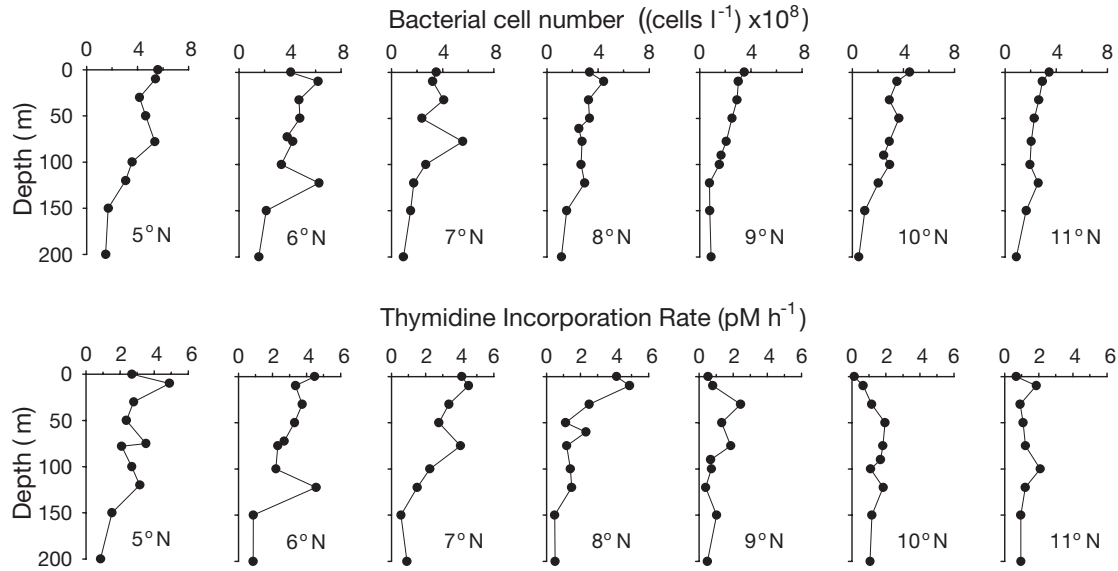 Bacterial cell number ((cells l⁻¹) x10⁸)
0 4 8 0 4 8 0 4 8 0 4 8 0 4 8 0 4 8 0 4 8
0
50
100
150
200
Depth ( m)
5°N 6°N 7°N 8°N 9°N 10°N 11°N
Thymidine Incorporation Rate (pM h⁻¹)
0 2 4 6 0 2 4 6 0 2 4 6 0 2 4 6 0 2 4 6 0 2 4 6 0 2 4 6
0
50
100
150
200
Depth ( m)
5°N 6°N 7°N 8°N 9°N 10°N 11°N